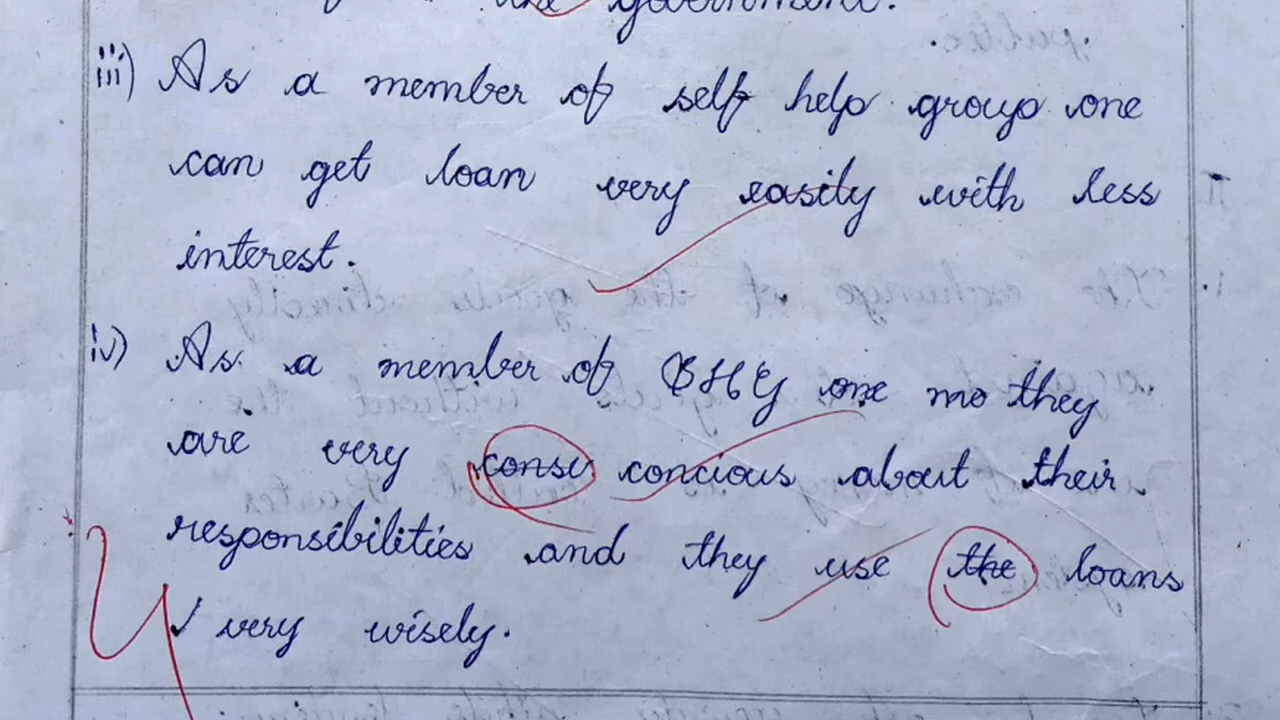 the government.
iii) As a member of self help group one
can get loan very easily with less
interest.
iv) As a member of SHG one mo they
are very consi concious about their
responsibilities and they use the loans
very wisely.